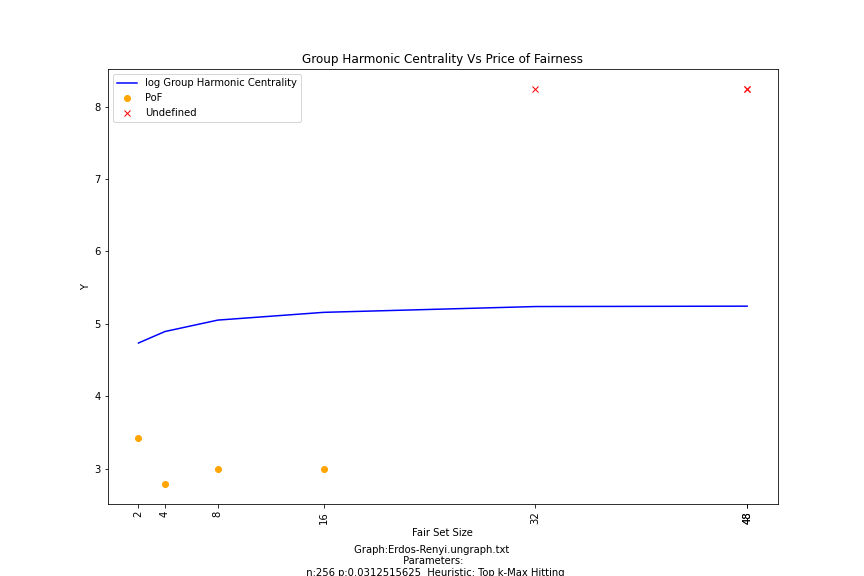 Group Harmonic Centrality Vs Price of Fairness
log Group Harmonic Centrality
PoF
Undefined
8
7
6
5
4
3
Y
2
4
8
16
32
48
48
Fair Set Size
Graph:Erdos-Renyi.ungraph.txt
Parameters:
n:256 p:0.0312515625 Heuristic: Top k-Max Hitting